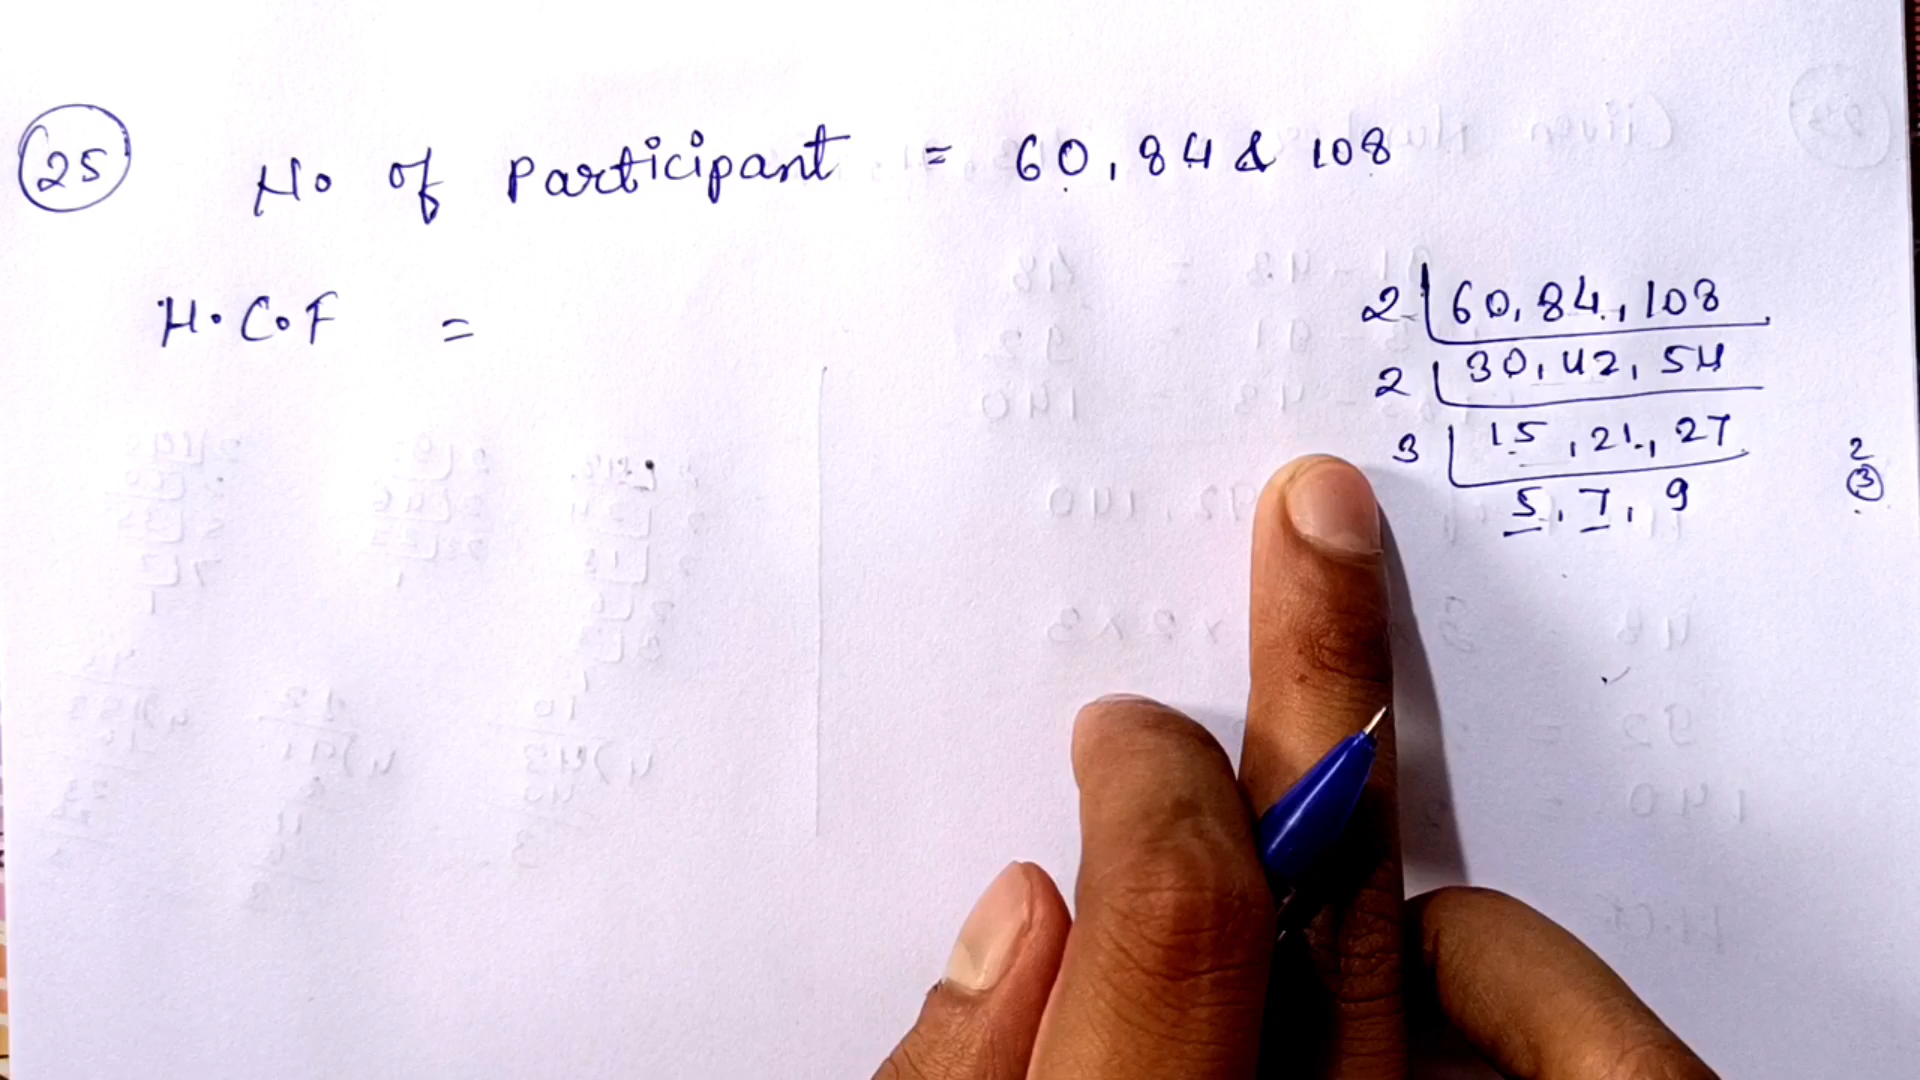 25 No of Participant = 60, 84 & 108
H.C.F =
2 | 60, 84, 108
2 | 30, 42, 54
3 | 15, 21, 27
5, 7, 9
2
3